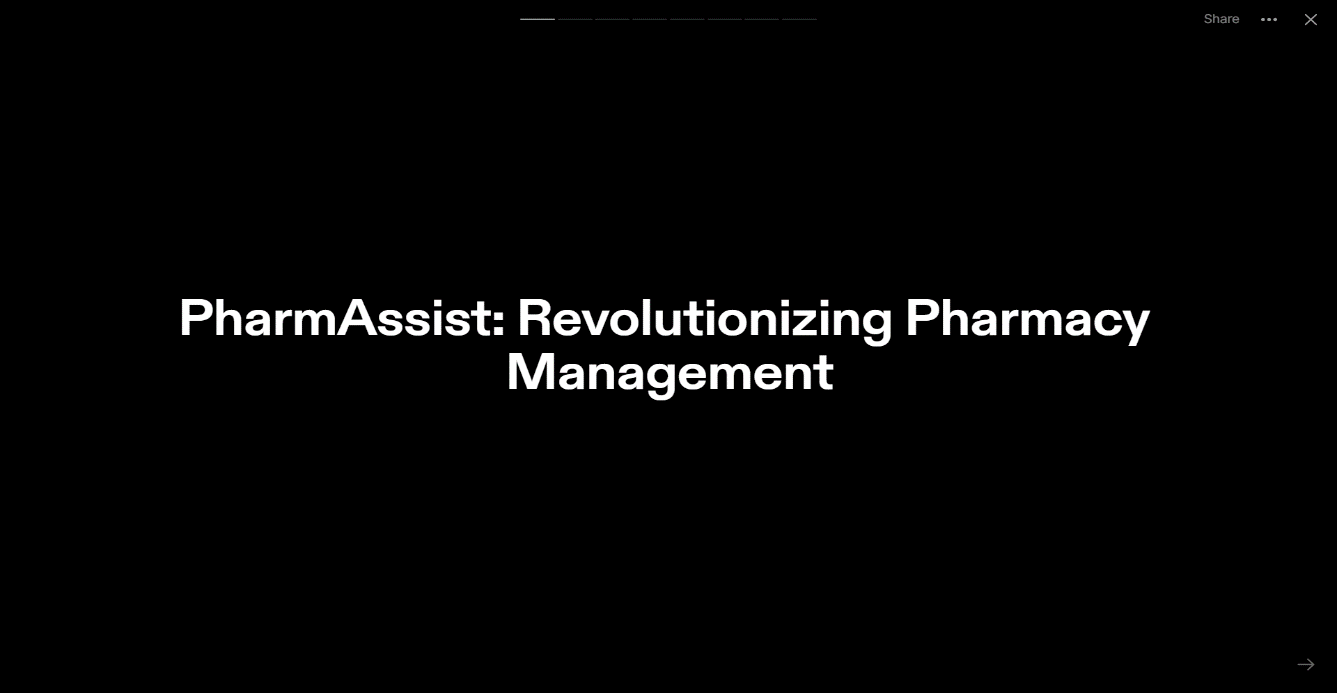 Share
PharmAssist: Revolutionizing Pharmacy
Management